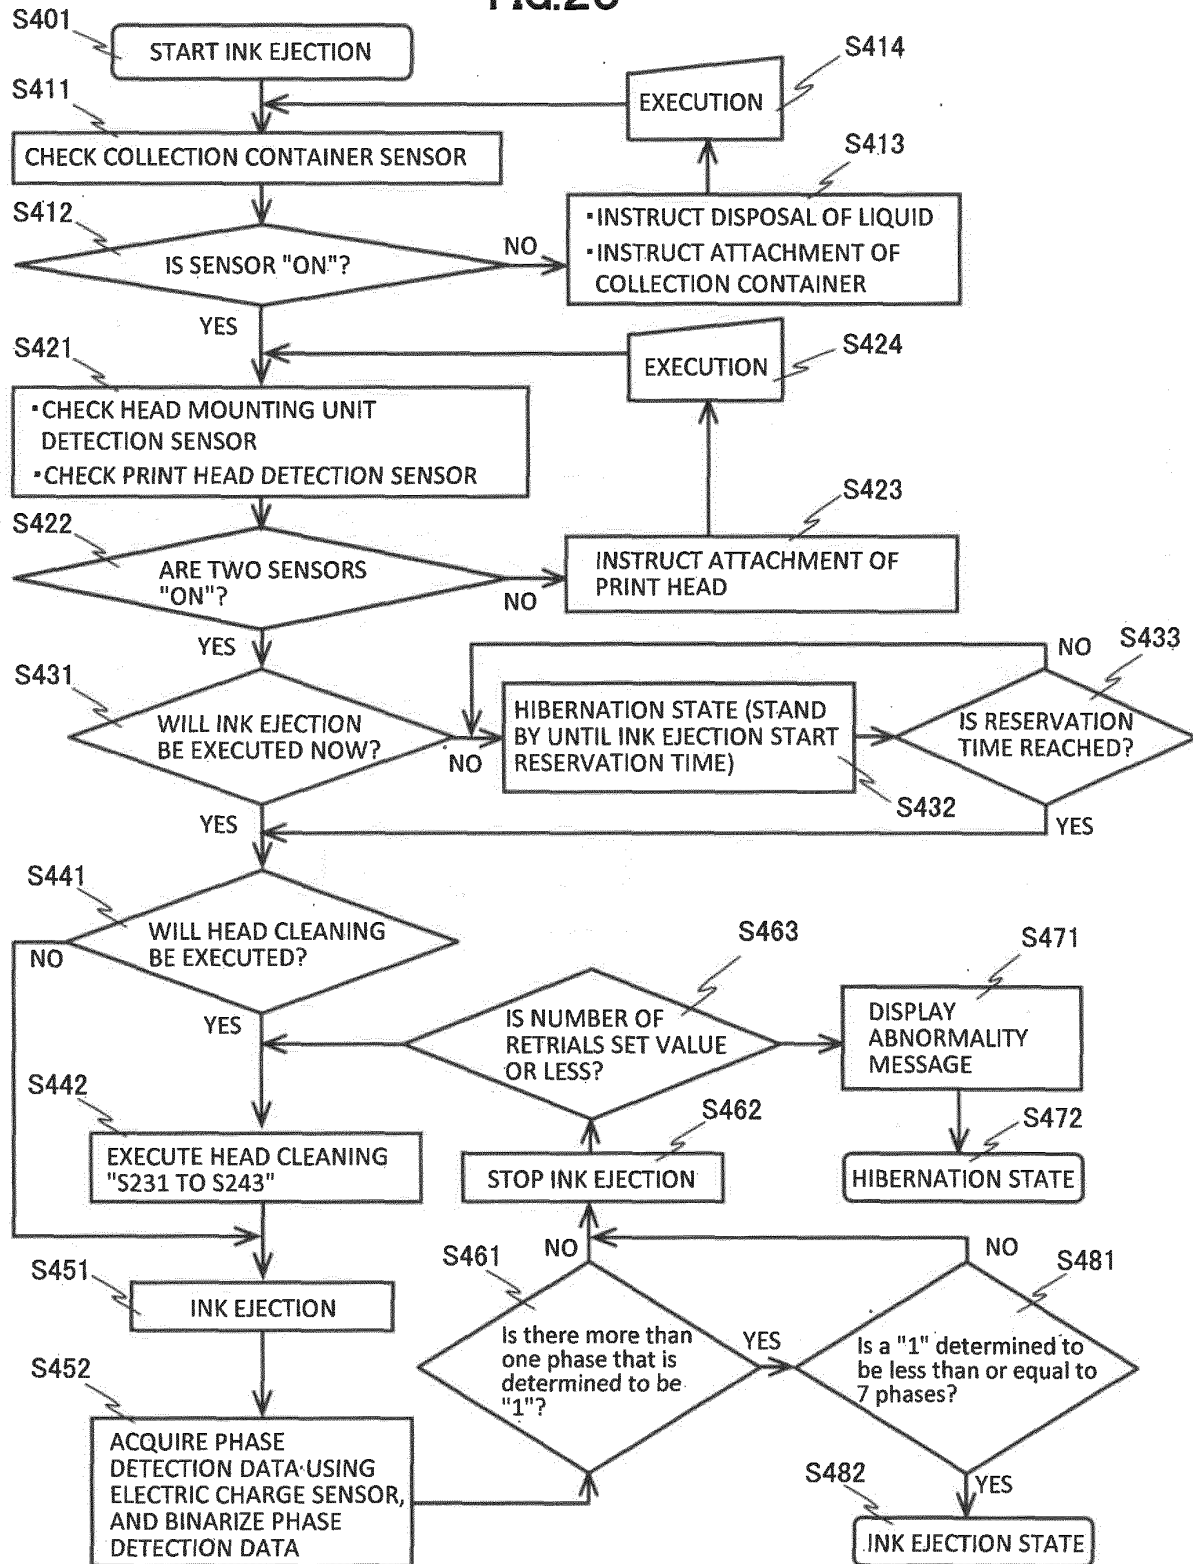 S401
START INK EJECTION
S414
EXECUTION
S411
CHECK COLLECTION CONTAINER SENSOR
S413
▪INSTRUCT DISPOSAL OF LIQUID
▪INSTRUCT ATTACHMENT OF
COLLECTION CONTAINER
S412
IS SENSOR "ON"?
NO
YES
S424
EXECUTION
S421
▪CHECK HEAD MOUNTING UNIT
DETECTION SENSOR
▪CHECK PRINT HEAD DETECTION SENSOR
S423
INSTRUCT ATTACHMENT OF
PRINT HEAD
S422
ARE TWO SENSORS
"ON"?
NO
YES
S431
WILL INK EJECTION
BE EXECUTED NOW?
NO
HIBERNATION STATE (STAND
BY UNTIL INK EJECTION START
RESERVATION TIME)
S432
NO
S433
IS RESERVATION
TIME REACHED?
YES
YES
S441
WILL HEAD CLEANING
BE EXECUTED?
NO
YES
S463
IS NUMBER OF
RETRIALS SET VALUE
OR LESS?
S471
DISPLAY
ABNORMALITY
MESSAGE
S442
EXECUTE HEAD CLEANING
"S231 TO S243"
S462
STOP INK EJECTION
S472
HIBERNATION STATE
S451
INK EJECTION
NO
S461
Is there more than
one phase that is
determined to be
"1"?
YES
NO
S481
Is a "1" determined to
be less than or equal to
7 phases?
S452
ACQUIRE PHASE
DETECTION DATA USING
ELECTRIC CHARGE SENSOR,
AND BINARIZE PHASE
DETECTION DATA
YES
S482
INK EJECTION STATE